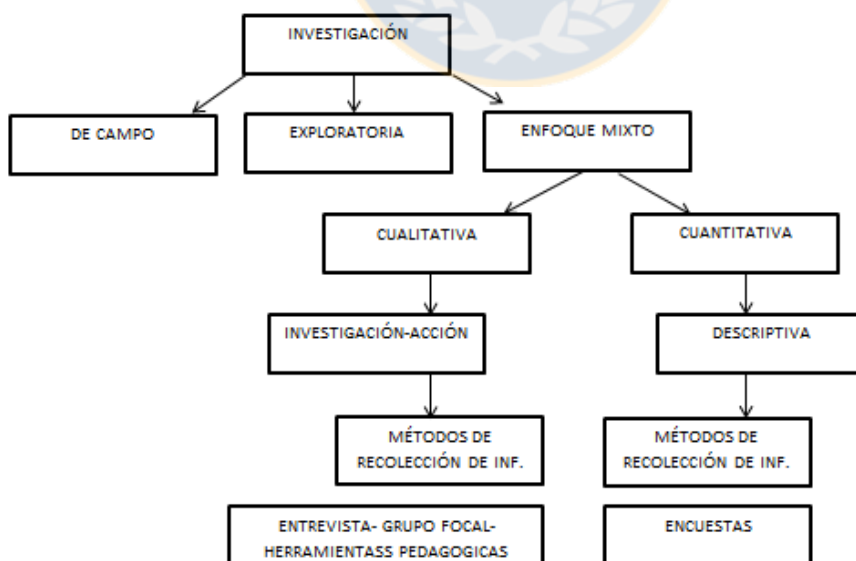 INVESTIGACIÓN
DE CAMPO
EXPLORATORIA
ENFOQUE MIXTO
CUALITATIVA
CUANTITATIVA
INVESTIGACIÓN-ACCIÓN
DESCRIPTIVA
MÉTODOS DE
RECOLECCIÓN DE INF.
MÉTODOS DE
RECOLECCIÓN DE INF.
ENTREVISTA- GRUPO FOCAL-
HERRAMIENTASS PEDAGOGICAS
ENCUESTAS